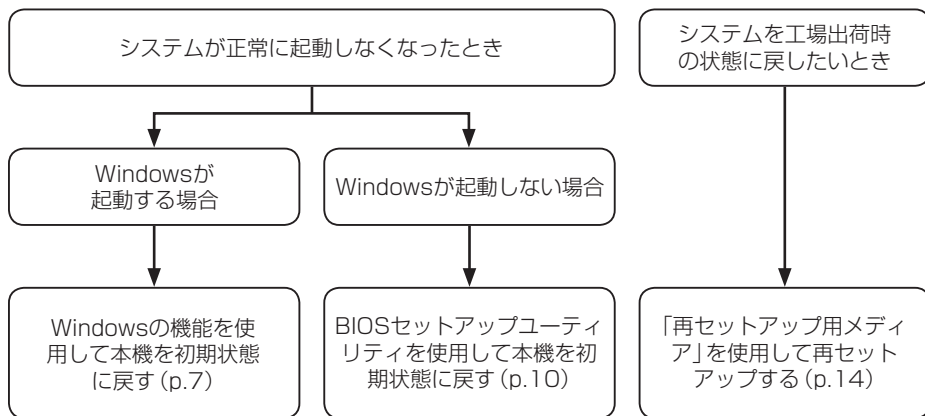 システムが正常に起動しなくなったとき
システムを工場出荷時
の状態に戻したいとき
Windowsが
起動する場合
Windowsが起動しない場合
Windowsの機能を使
用して本機を初期状態
に戻す（p.7）
BIOSセットアップユーティ
リティを使用して本機を初
期状態に戻す（p.10）
「再セットアップ用メディ
ア」を使用して再セット
アップする（p.14）